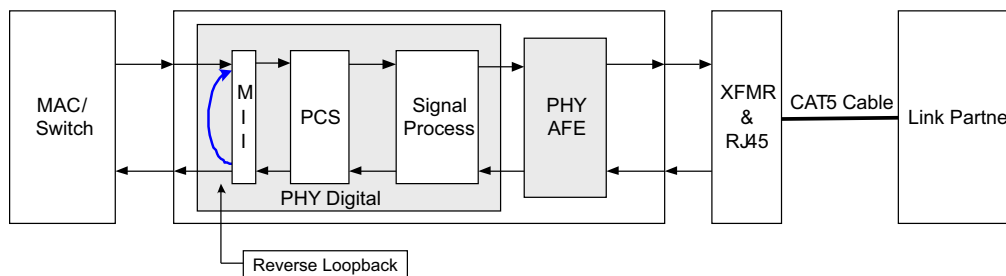 MAC/
Switch
M
I
I
PCS
Signal
Process
PHY
AFE
XFMR
&
RJ45
CAT5 Cable
Link Partne
PHY Digital
Reverse Loopback